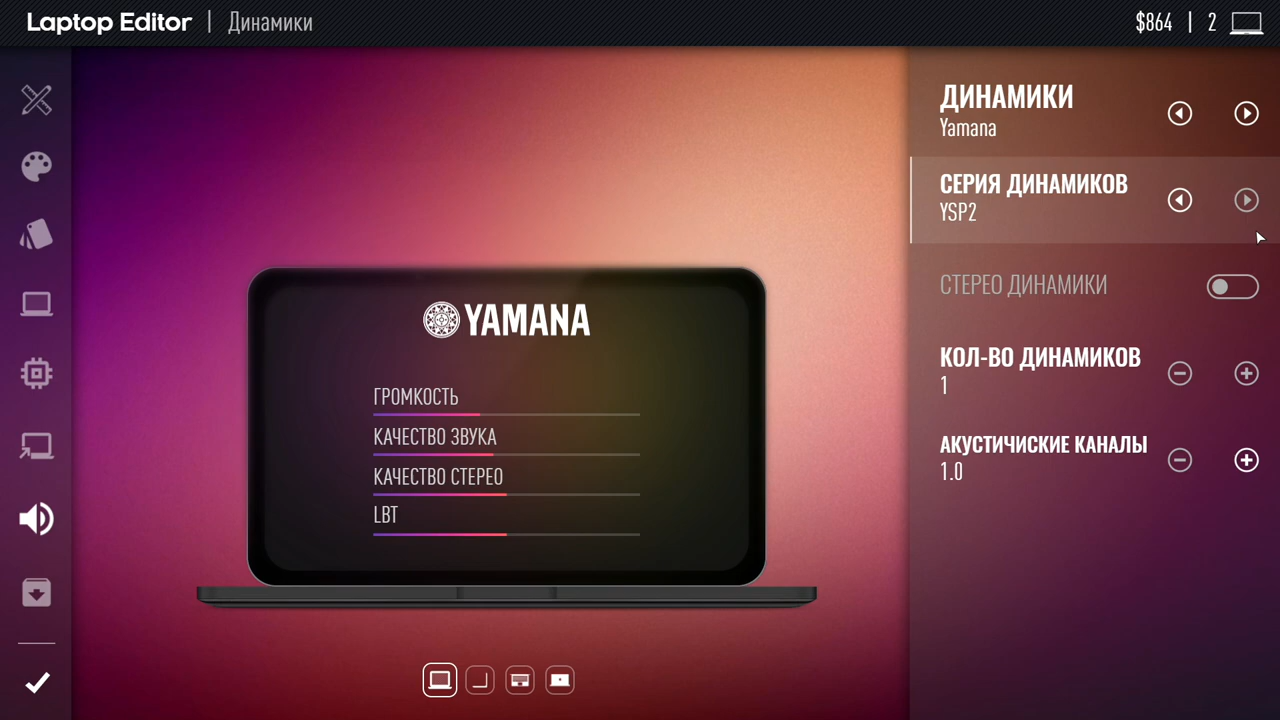 Laptop Editor | Динамики
$864 | 2
ДИНАМИКИ
Yamana
СЕРИЯ ДИНАМИКОВ
YSP2
СТЕРЕО ДИНАМИКИ
КОЛ-ВО ДИНАМИКОВ
1
АКУСТИЧИСКИЕ КАНАЛЫ
1.0
YAMANA
ГРОМКОСТЬ
КАЧЕСТВО ЗВУКА
КАЧЕСТВО СТЕРЕО
LBT